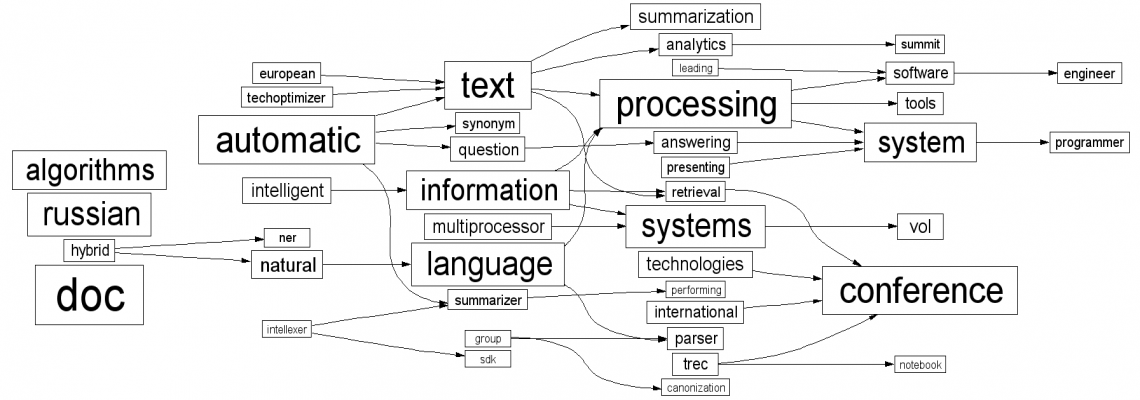 summarization
analytics
summit
european
leading
software
engineer
techoptimizer
text
processing
tools
automatic
synonym
question
answering
system
programmer
algorithms
presenting
intelligent
information
retrieval
russian
multiprocessor
systems
vol
hybrid
ner
natural
language
technologies
doc
summarizer
performing
conference
international
intellexer
group
parser
sdk
trec
notebook
canonization